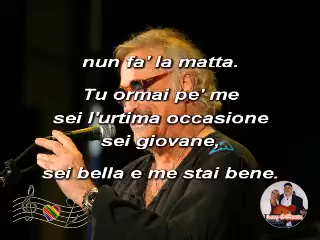 nun fa' la matta.
Tu ormai pe' me
sei l'urtima occasione
sei giovane,
sei bella e me stai bene.